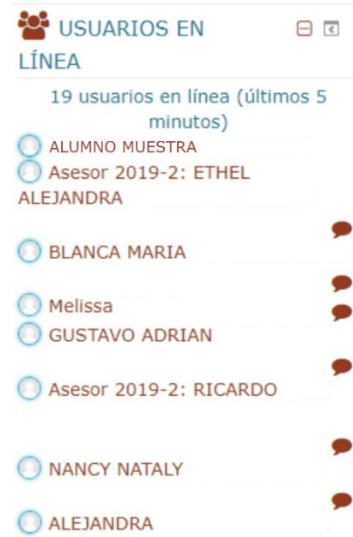 USUARIOS EN
LÍNEA
19 usuarios en línea (últimos 5
minutos)
ALUMNO MUESTRA
Asesor 2019-2: ETHEL
ALEJANDRA
BLANCA MARIA
Melissa
GUSTAVO ADRIAN
Asesor 2019-2: RICARDO
NANCY NATALY
ALEJANDRA